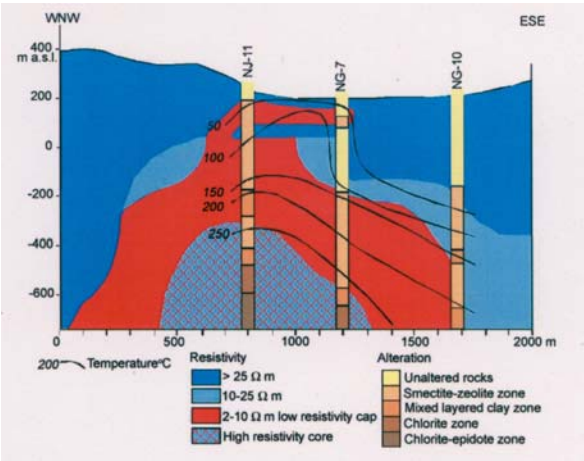 WNW
ESE
NJ-11
NG-7
NG-10
400
m a.s.l.
200
0
-200
-400
-600
50
100
150
200
250
500
1000
1500
2000 m
200 Temperature°C
Resistivity
> 25 Ω m
10-25 Ω m
2-10 Ω m low resistivity cap
High resistivity core
Alteration
Unaltered rocks
Smectite-zeolite zone
Mixed layered clay zone
Chlorite zone
Chlorite-epidote zone